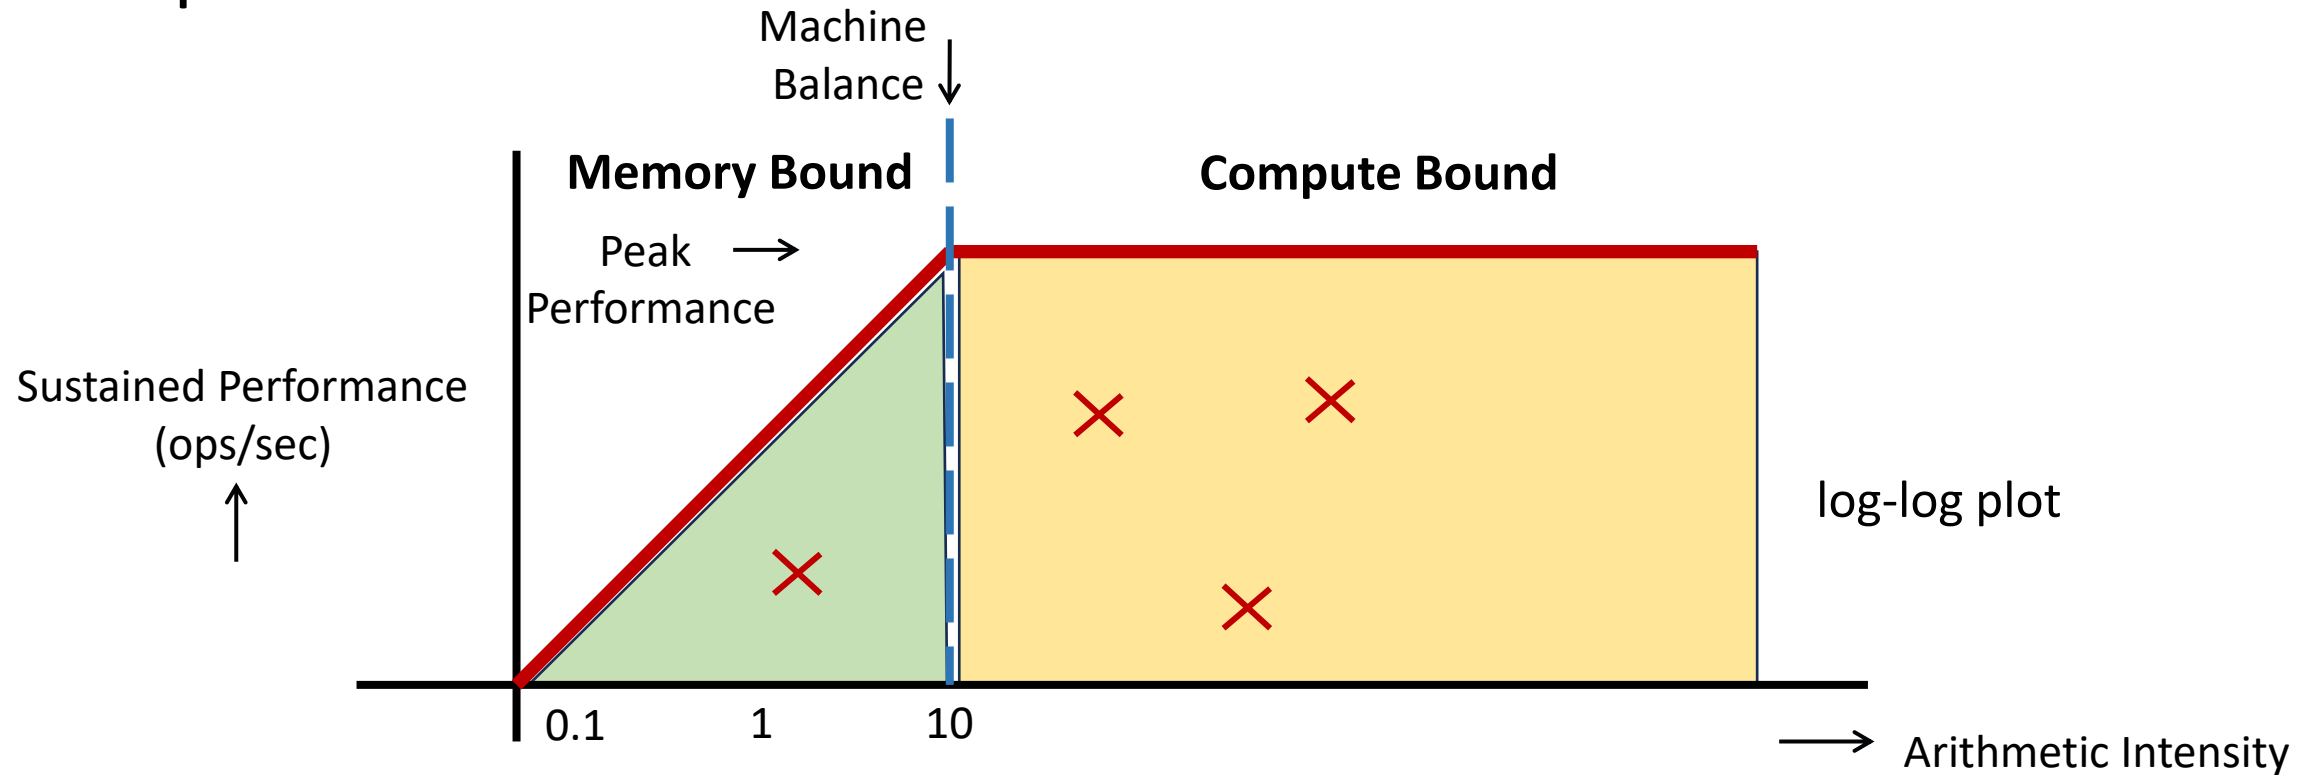 Machine
Balance
Memory Bound
Compute Bound
Peak
Performance
Sustained Performance
(ops/sec)
log-log plot
0.1
1
10
Arithmetic Intensity